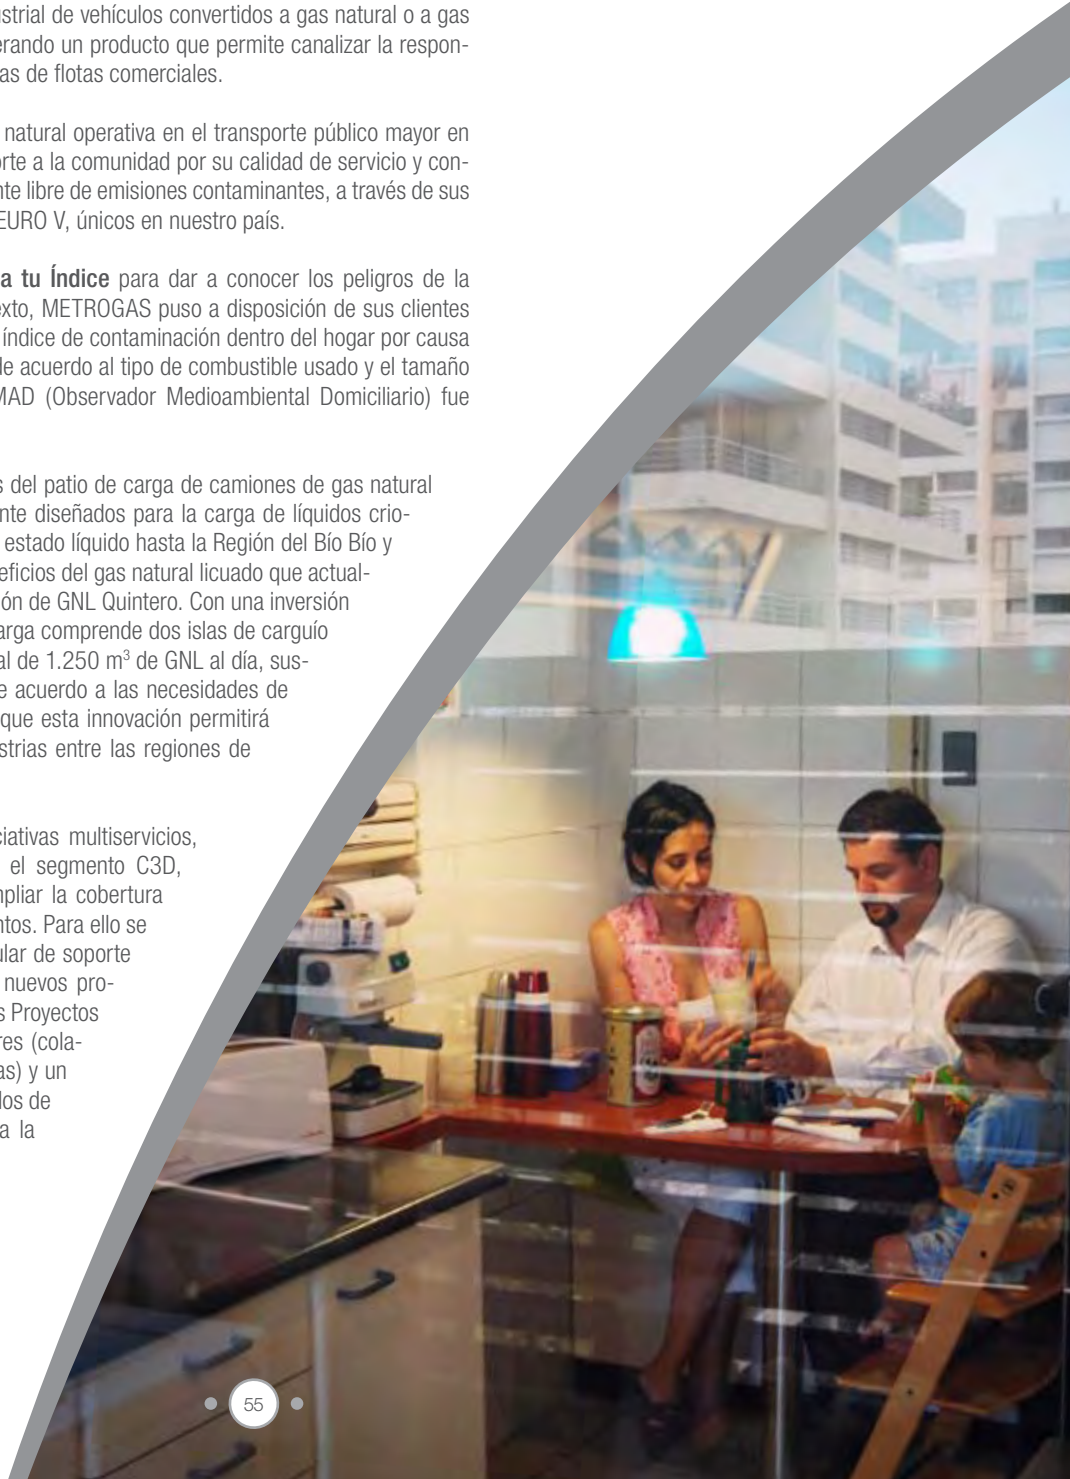 ustrial de vehículos convertidos a gas natural o a gas
erando un producto que permite canalizar la respon-
as de flotas comerciales.
natural operativa en el transporte público mayor en
orte a la comunidad por su calidad de servicio y con-
nte libre de emisiones contaminantes, a través de sus
EURO V, únicos en nuestro país.
a tu Índice para dar a conocer los peligros de la
exto, METROGAS puso a disposición de sus clientes
índice de contaminación dentro del hogar por causa
de acuerdo al tipo de combustible usado y el tamaño
MAD (Observador Medioambiental Domiciliario) fue
s del patio de carga de camiones de gas natural
nte diseñados para la carga de líquidos crio-
estado líquido hasta la Región del Bío Bío y
eficios del gas natural licuado que actual-
ión de GNL Quintero. Con una inversión
arga comprende dos islas de carguío
al de 1.250 m³ de GNL al día, sus-
e acuerdo a las necesidades de
que esta innovación permitirá
strias entre las regiones de
ciativas multiservicios,
el segmento C3D,
mpliar la cobertura
ntos. Para ello se
ular de soporte
nuevos pro-
s Proyectos
res (cola-
as) y un
dos de
a la
55